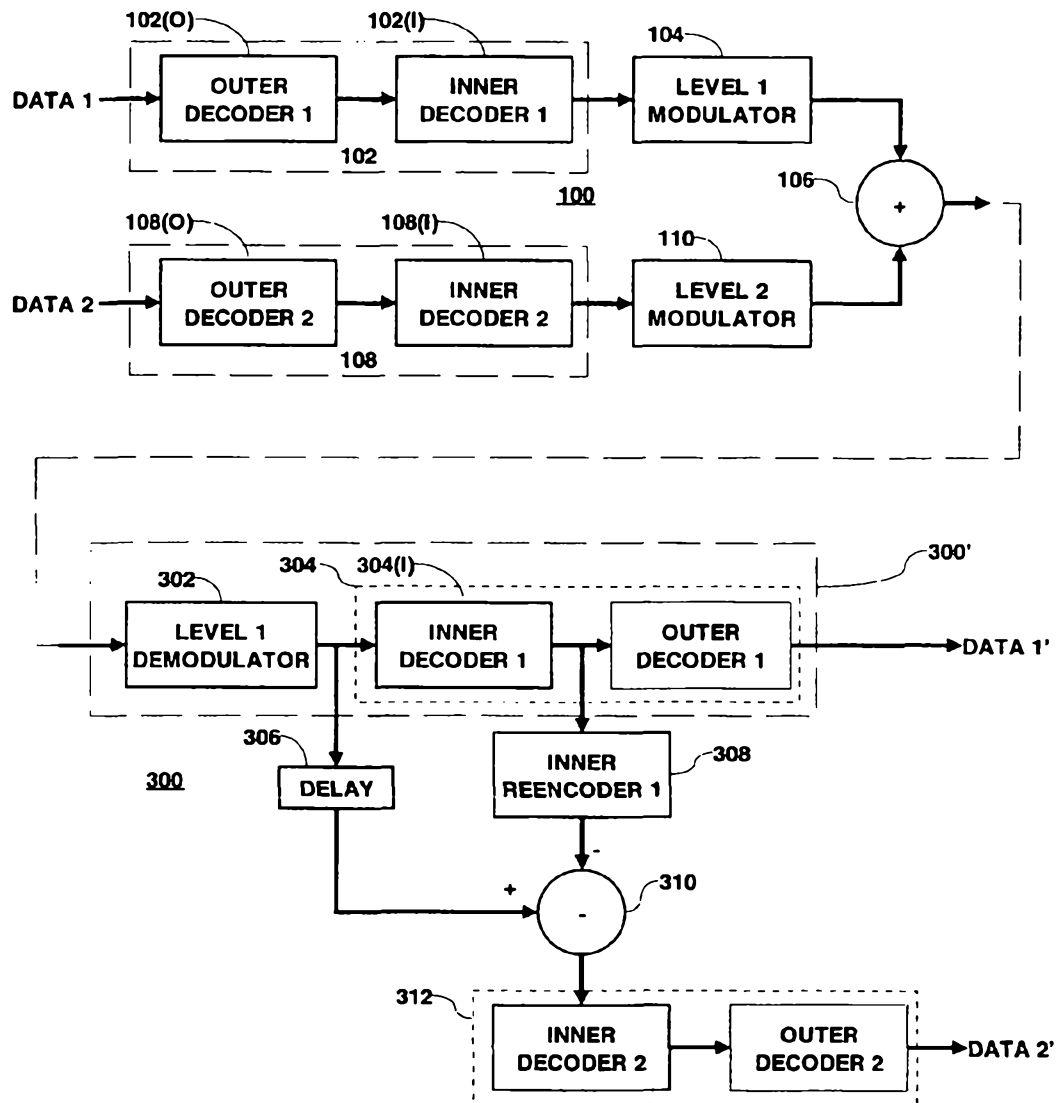 102(O)
102(I)
104
DATA 1
OUTER
DECODER 1
INNER
DECODER 1
LEVEL 1
MODULATOR
102
100
106
+
108(O)
108(I)
110
DATA 2
OUTER
DECODER 2
INNER
DECODER 2
LEVEL 2
MODULATOR
108
302
304
304(I)
300'
LEVEL 1
DEMODULATOR
INNER
DECODER 1
OUTER
DECODER 1
DATA 1'
306
300
DELAY
INNER
REENCODER 1
308
-
+
-
310
312
INNER
DECODER 2
OUTER
DECODER 2
DATA 2'